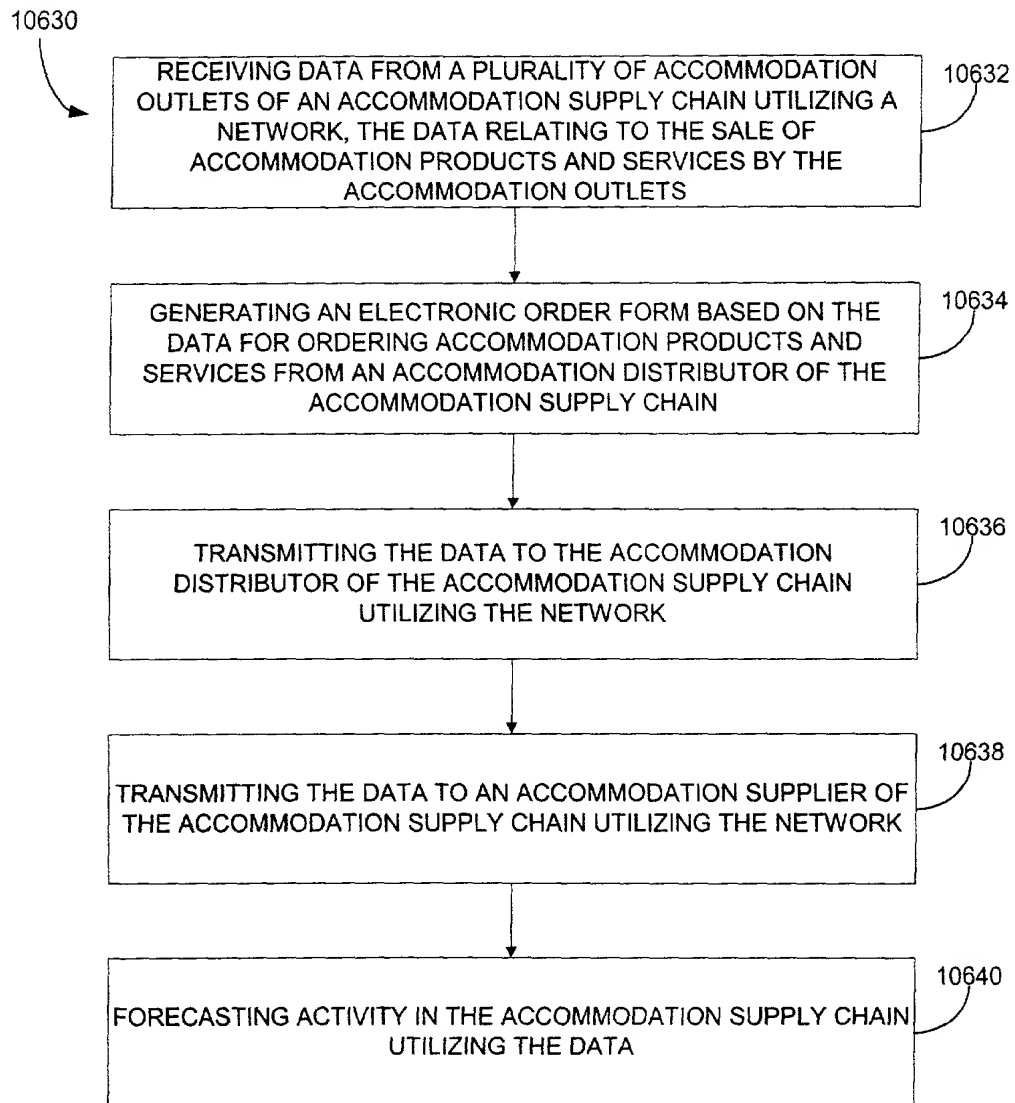 10630
RECEIVING DATA FROM A PLURALITY OF ACCOMMODATION
OUTLETS OF AN ACCOMMODATION SUPPLY CHAIN UTILIZING A
NETWORK, THE DATA RELATING TO THE SALE OF
ACCOMMODATION PRODUCTS AND SERVICES BY THE
ACCOMMODATION OUTLETS
10632
GENERATING AN ELECTRONIC ORDER FORM BASED ON THE
DATA FOR ORDERING ACCOMMODATION PRODUCTS AND
SERVICES FROM AN ACCOMMODATION DISTRIBUTOR OF THE
ACCOMMODATION SUPPLY CHAIN
10634
TRANSMITTING THE DATA TO THE ACCOMMODATION
DISTRIBUTOR OF THE ACCOMMODATION SUPPLY CHAIN
UTILIZING THE NETWORK
10636
TRANSMITTING THE DATA TO AN ACCOMMODATION SUPPLIER OF
THE ACCOMMODATION SUPPLY CHAIN UTILIZING THE NETWORK
10638
FORECASTING ACTIVITY IN THE ACCOMMODATION SUPPLY CHAIN
UTILIZING THE DATA
10640